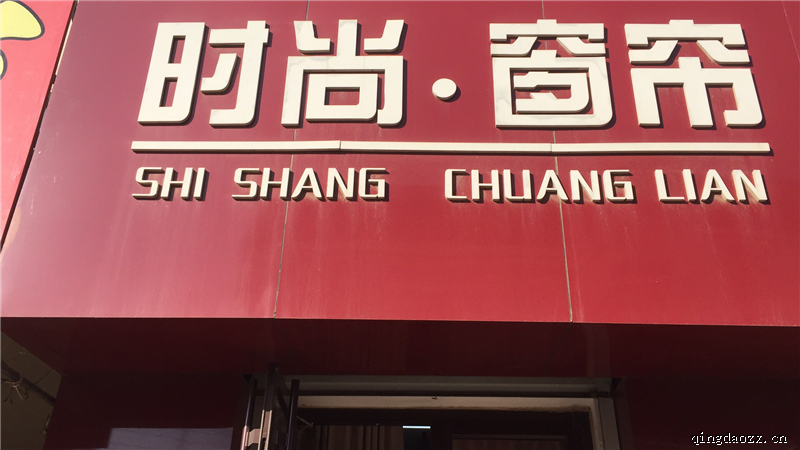 时尚·窗帘
SHI SHANG CHUANG LIAN
qingdaozz.cn